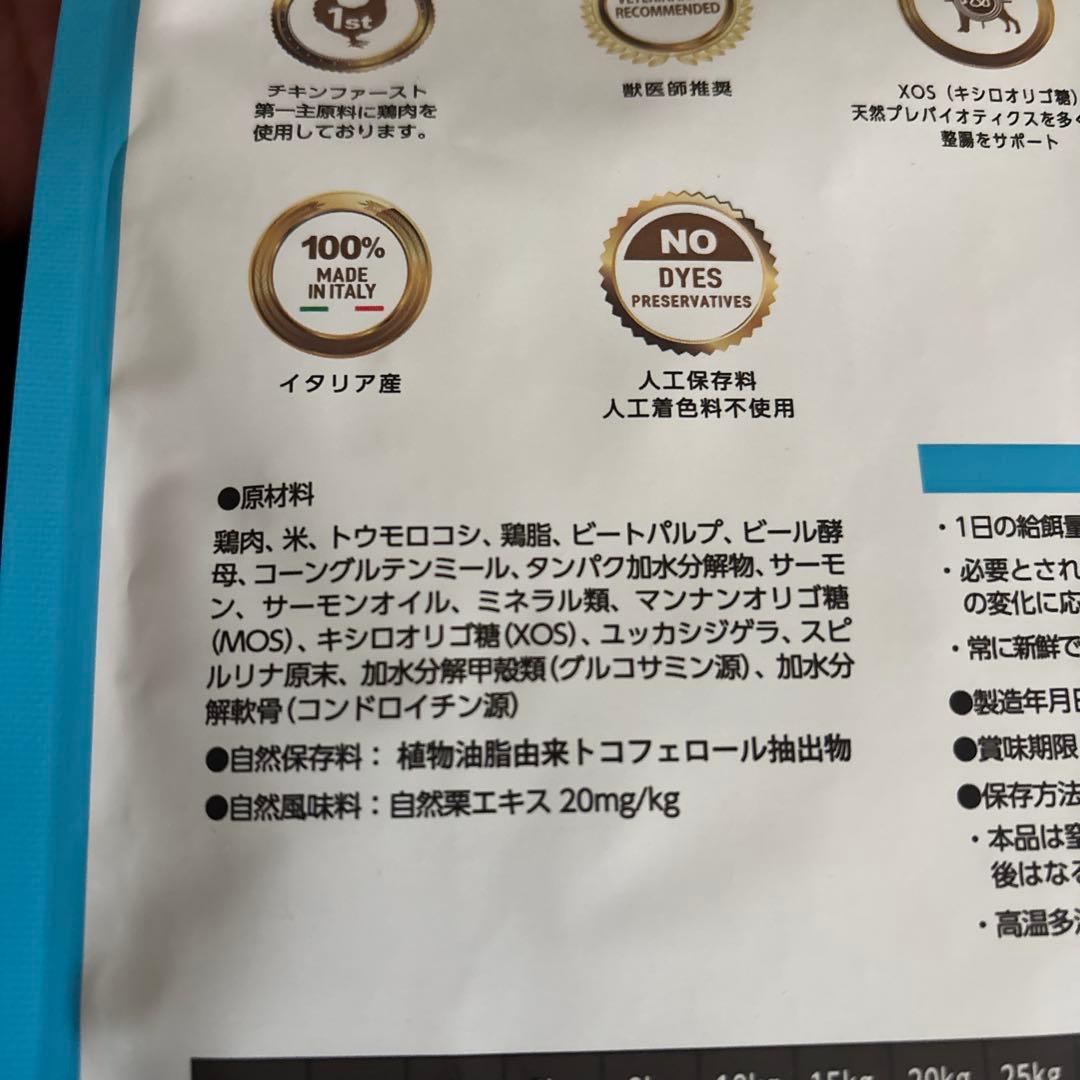 1st
RECOMMENDED
チキンファースト
第一主原料に鶏肉を
使用しております。
獣医師推奨
XOS（キシロオリゴ糖）
天然プレバイオティクスを多く
整腸をサポート
100%
MADE
IN ITALY
イタリア産
NO
DYES
PRESERVATIVES
人工保存料
人工着色料不使用
●原材料
鶏肉、米、トウモロコシ、鶏脂、ビートパルプ、ビール酵
母、コーングルテンミール、タンパク加水分解物、サーモ
ン、サーモンオイル、ミネラル類、マンナンオリゴ糖
(MOS)、キシロオリゴ糖(XOS)、ユッカシジゲラ、スピ
ルリナ原末、加水分解甲殻類(グルコサミン源)、加水分
解軟骨(コンドロイチン源)
●自然保存料： 植物油脂由来トコフェロール抽出物
●自然風味料：自然栗エキス 20mg/kg
・1日の給餌量
・必要とされ
の変化に応
・常に新鮮で
●製造年月日
●賞味期限
●保存方法
・本品は窒
後はなる
・高温多湿
10kg 15kg 20kg 25kg